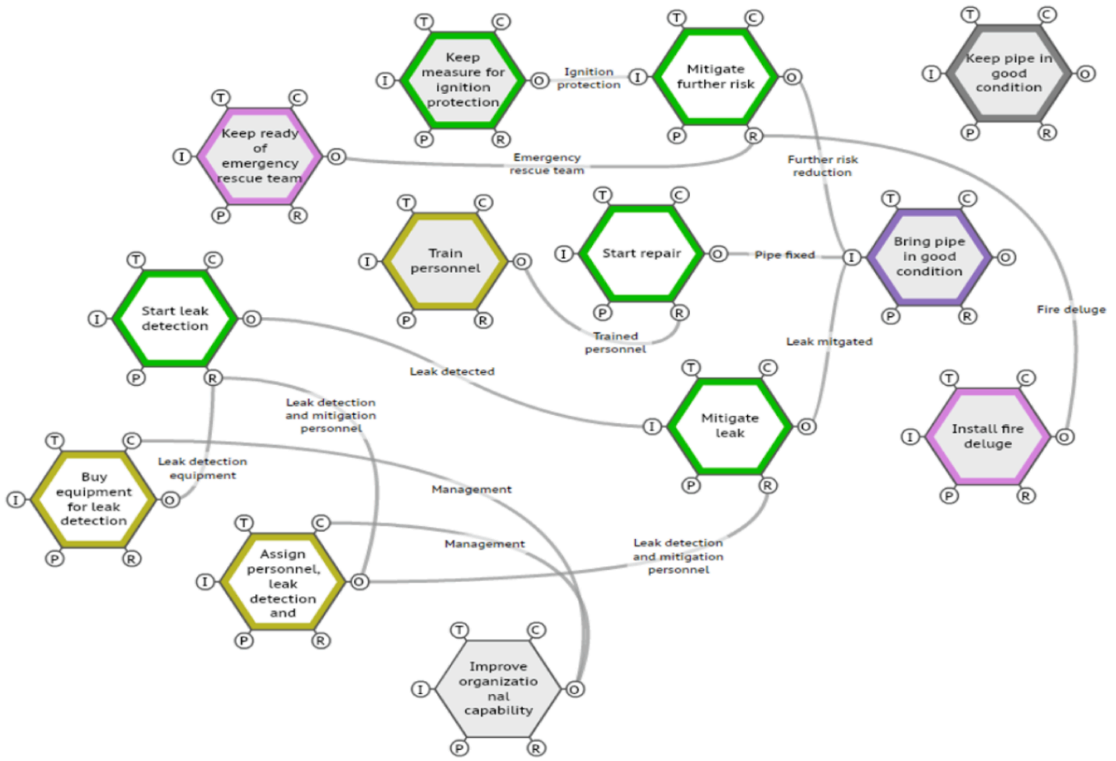 T
C
Keep
measure for
ignition
protection
I
O
P
R
Ignition
protection
T
C
Mitigate
further risk
I
O
P
R
T
C
Keep pipe in
good
condition
I
O
P
R
T
C
Keep ready
of
emergency
rescue team
I
O
P
R
Emergency
rescue team
Further risk
reduction
T
C
Train
personnel
I
O
P
R
T
C
Start repair
I
O
P
R
Pipe fixed
T
C
Bring pipe
in good
condition
I
O
P
R
T
C
Start leak
detection
I
O
P
R
Trained
personnel
Fire deluge
Leak mitgated
Leak detected
Leak detection
and mitigation
personnel
T
C
Mitigate
leak
I
O
P
R
T
C
Install fire
deluge
I
O
P
R
T
C
Buy
equipment
for leak
detection
I
O
P
R
Leak detection
equipment
Management
Management
T
C
Assign
personnel,
leak
detection
and
I
O
P
R
Leak detection
and mitigation
personnel
T
C
Improve
organizatio
nal
capability
I
O
P
R